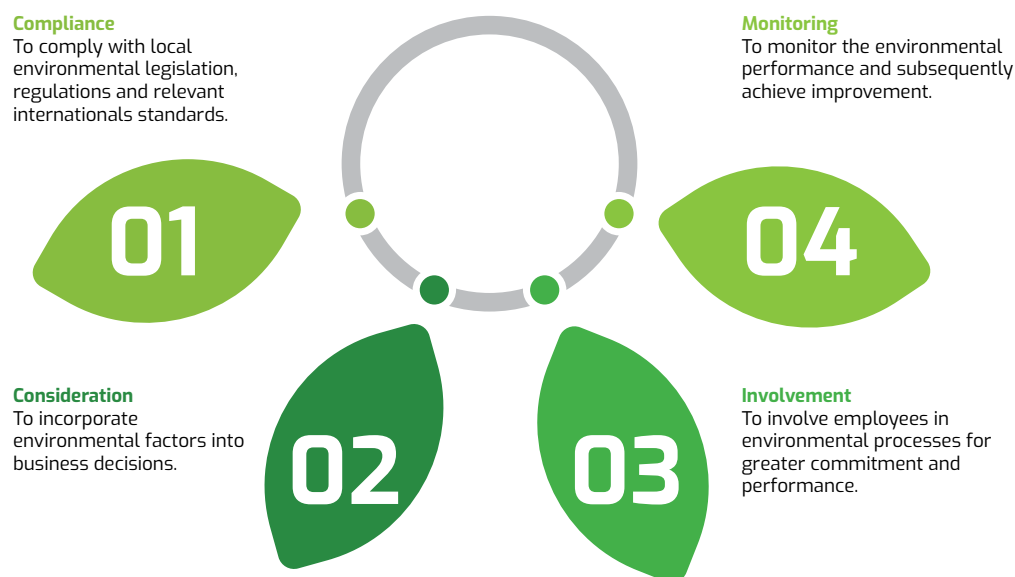 Compliance
To comply with local
environmental legislation,
regulations and relevant
internationals standards.
01
Consideration
To incorporate
environmental factors into
business decisions.
02
Involvement
To involve employees in
environmental processes for
greater commitment and
performance.
03
Monitoring
To monitor the environmental
performance and subsequently
achieve improvement.
04